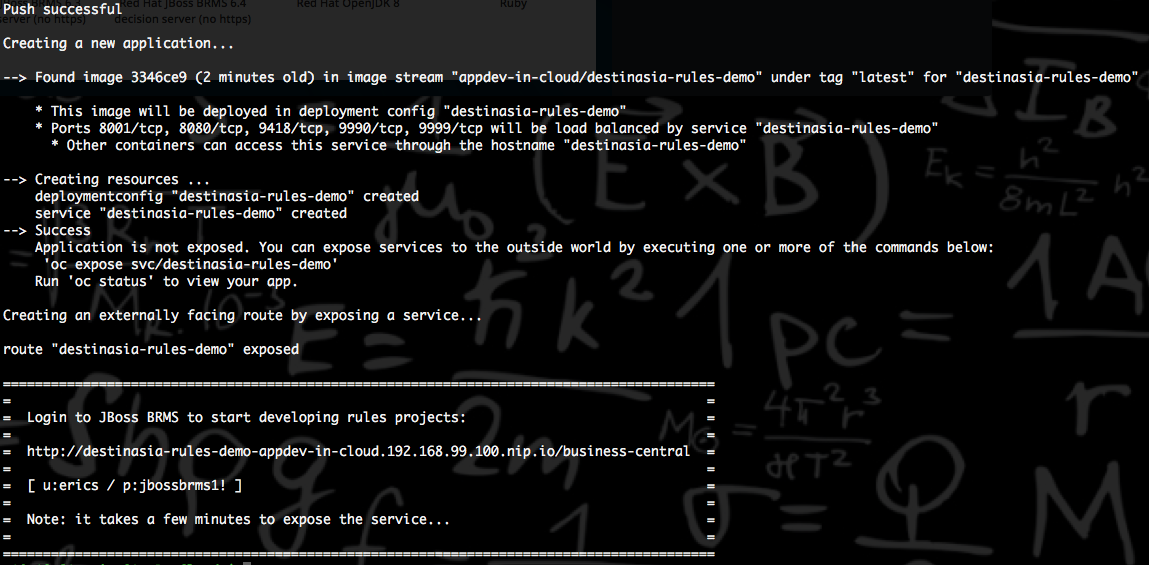 Red Hat JBoss BRMS 6.4 Red Hat OpenJDK 8 Ruby
server (no https) decision server (no https)
Push successful
Creating a new application...
--> Found image 3346ce9 (2 minutes old) in image stream "appdev-in-cloud/destinasia-rules-demo" under tag "latest" for "destinasia-rules-demo"
* This image will be deployed in deployment config "destinasia-rules-demo"
* Ports 8001/tcp, 8080/tcp, 9418/tcp, 9990/tcp, 9999/tcp will be load balanced by service "destinasia-rules-demo"
* Other containers can access this service through the hostname "destinasia-rules-demo"
--> Creating resources ...
deploymentconfig "destinasia-rules-demo" created
service "destinasia-rules-demo" created
--> Success
Application is not exposed. You can expose services to the outside world by executing one or more of the commands below:
'oc expose svc/destinasia-rules-demo'
Run 'oc status' to view your app.
Creating an externally facing route by exposing a service...
route "destinasia-rules-demo" exposed
=========================================================================================
= =
= Login to JBoss BRMS to start developing rules projects: =
= =
= http://destinasia-rules-demo-appdev-in-cloud.192.168.99.100.nip.io/business-central =
= =
= [ u:erics / p:jbossbrms1! ] =
= =
= Note: it takes a few minutes to expose the service... =
= =
=========================================================================================